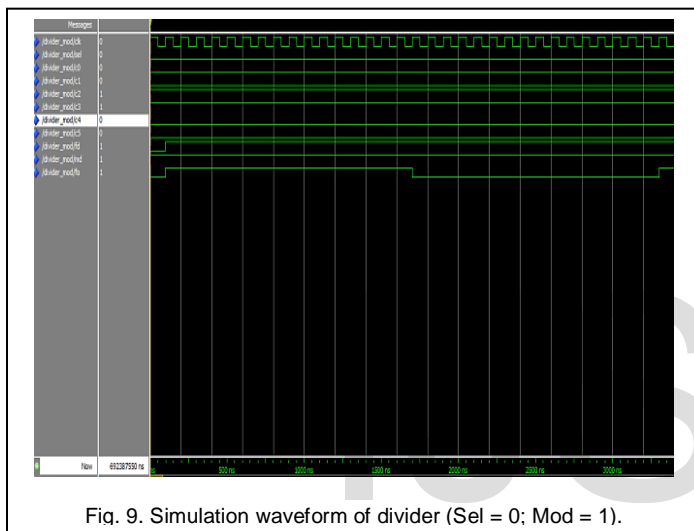 Messages
/divider_mod/clk 0
/divider_mod/sel 0
/divider_mod/c0 0
/divider_mod/c1 0
/divider_mod/c2 1
/divider_mod/c3 1
/divider_mod/c4 0
/divider_mod/c5 0
/divider_mod/fd 1
/divider_mod/md 1
/divider_mod/fo 1
Now -692387550 ns ns 500 ns 1000 ns 1500 ns 2000 ns 2500 ns 3000 ns
Fig. 9. Simulation waveform of divider (Sel = 0; Mod = 1).